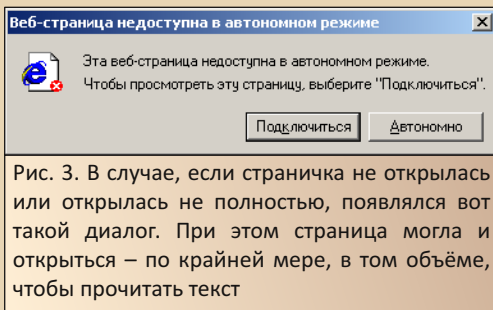 Веб-страница недоступна в автономном режиме
Эта веб-страница недоступна в автономном режиме.
Чтобы просмотреть эту страницу, выберите "Подключиться".
Подключиться Автономно
Рис. 3. В случае, если страничка не открылась
или открылась не полностью, появлялся вот
такой диалог. При этом страница могла и
открыться – по крайней мере, в том объёме,
чтобы прочитать текст